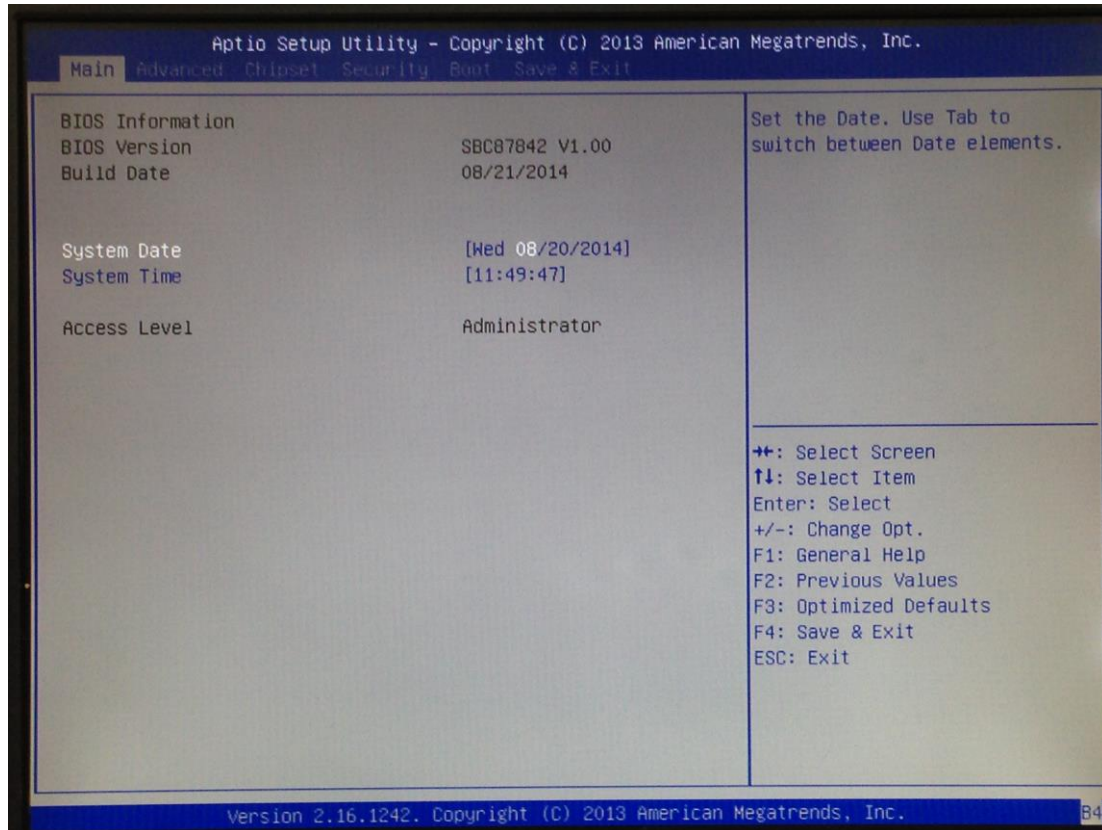 Aptio Setup Utility – Copyright (C) 2013 American Megatrends, Inc.
Main Advanced Chipset Security Boot Save & Exit
BIOS Information
BIOS Version SBC87842 V1.00
Build Date 08/21/2014
System Date [Wed 08/20/2014]
System Time [11:49:47]
Access Level Administrator
Set the Date. Use Tab to
switch between Date elements.
→←: Select Screen
↑↓: Select Item
Enter: Select
+/-: Change Opt.
F1: General Help
F2: Previous Values
F3: Optimized Defaults
F4: Save & Exit
ESC: Exit
Version 2.16.1242. Copyright (C) 2013 American Megatrends, Inc.
B4